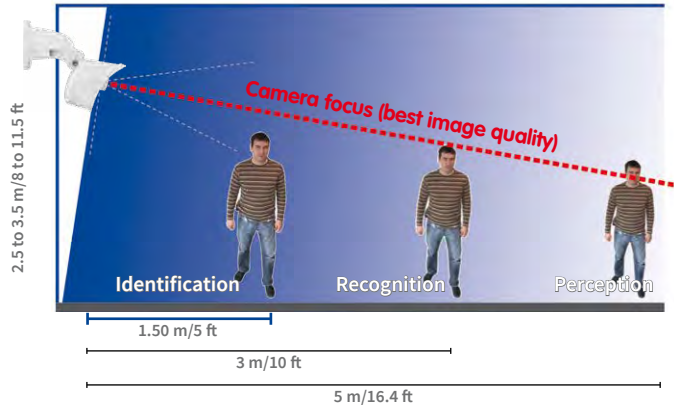 Camera focus (best image quality)
2.5 to 3.5 m/8 to 11.5 ft
Identification
Recognition
Perception
1.50 m/5 ft
3 m/10 ft
5 m/16.4 ft